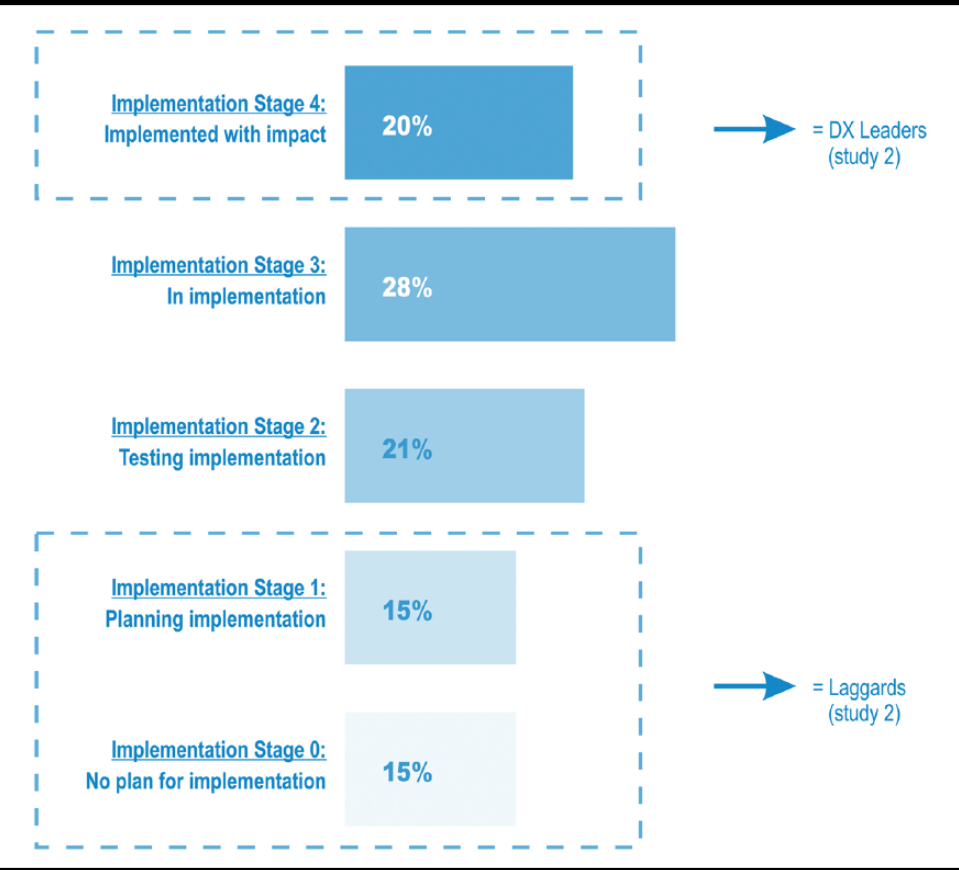 Implementation Stage 4:
Implemented with impact
20%
= DX Leaders
(study 2)
Implementation Stage 3:
In implementation
28%
Implementation Stage 2:
Testing implementation
21%
Implementation Stage 1:
Planning implementation
15%
= Laggards
(study 2)
Implementation Stage 0:
No plan for implementation
15%